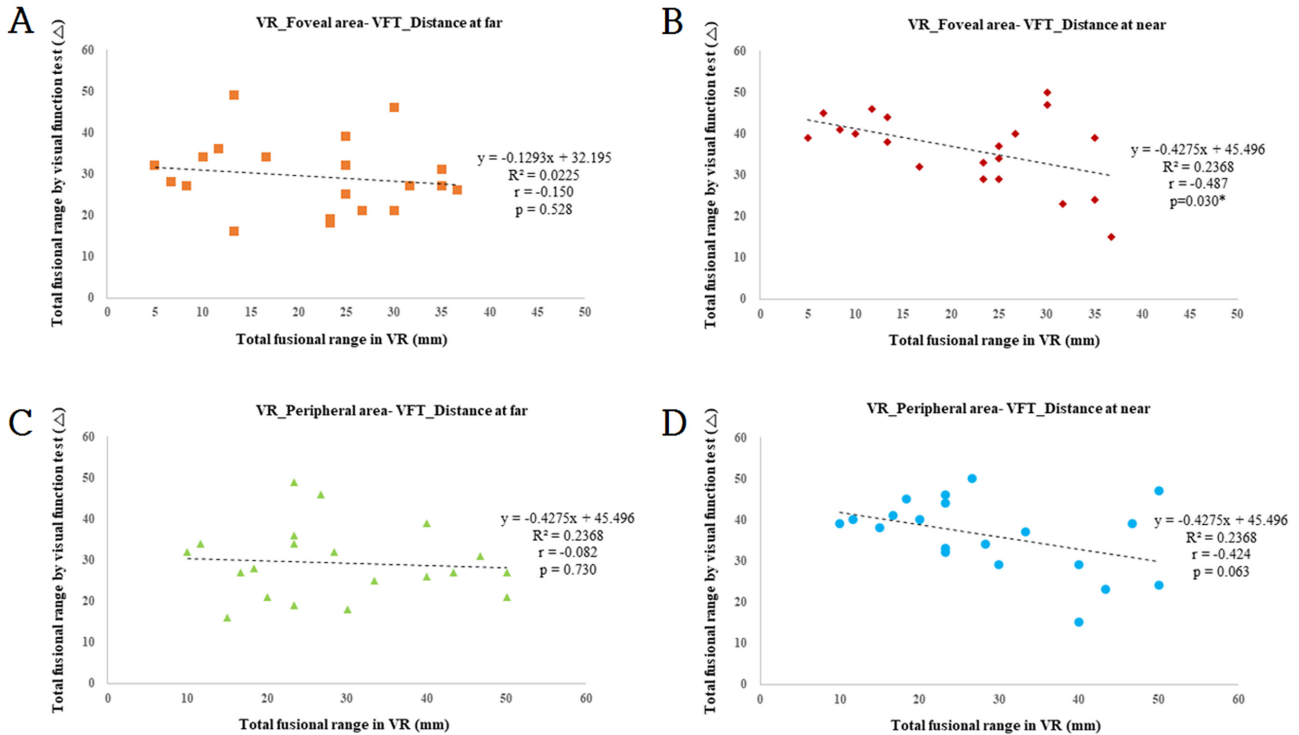 A
VR_Foveal area- VFT_Distance at far
Total fusional range by visual function test (△)
60
50
40
30
20
10
0
y = -0.1293x + 32.195
R² = 0.0225
r = -0.150
p = 0.528
0 5 10 15 20 25 30 35 40 45 50
Total fusional range in VR (mm)
B
VR_Foveal area- VFT_Distance at near
Total fusional range by visual function test (△)
60
50
40
30
20
10
0
y = -0.4275x + 45.496
R² = 0.2368
r = -0.487
p=0.030*
0 5 10 15 20 25 30 35 40 45 50
Total fusional range in VR (mm)
C
VR_Peripheral area- VFT_Distance at far
Total fusional range by visual function test (△)
60
50
40
30
20
10
0
y = -0.4275x + 45.496
R² = 0.2368
r = -0.082
p = 0.730
0 10 20 30 40 50 60
Total fusional range in VR (mm)
D
VR_Peripheral area- VFT_Distance at near
Total fusional range by visual function test (△)
60
50
40
30
20
10
0
y = -0.4275x + 45.496
R² = 0.2368
r = -0.424
p = 0.063
0 10 20 30 40 50 60
Total fusional range in VR (mm)